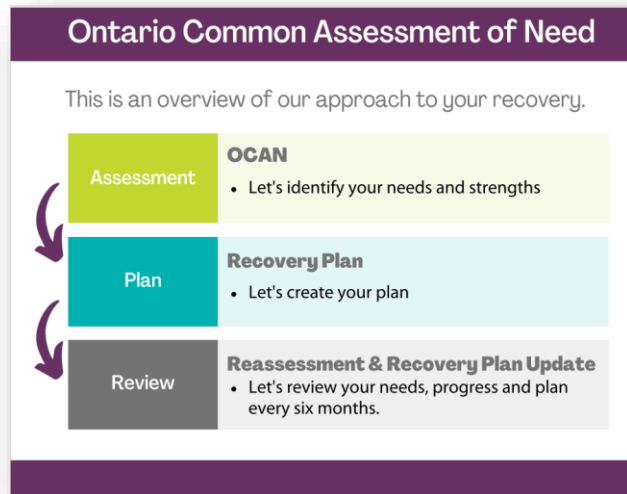 Ontario Common Assessment of Need
This is an overview of our approach to your recovery.
Assessment
OCAN
• Let's identify your needs and strengths
Plan
Recovery Plan
• Let's create your plan
Review
Reassessment & Recovery Plan Update
• Let's review your needs, progress and plan
every six months.